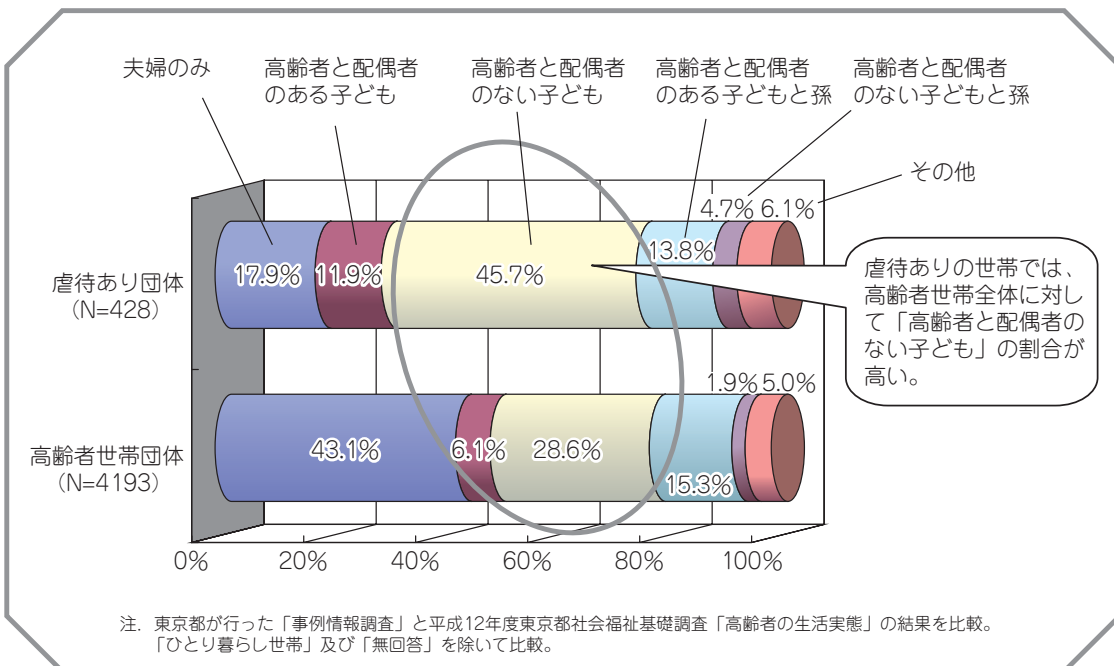 夫婦のみ
高齢者と配偶者
のある子ども
高齢者と配偶者
のない子ども
高齢者と配偶者
のある子どもと孫
高齢者と配偶者
のない子どもと孫
その他
虐待あり団体
(N=428)
17.9%
11.9%
45.7%
13.8%
4.7%
6.1%
虐待ありの世帯では、
高齢者世帯全体に対し
て「高齢者と配偶者の
ない子ども」の割合が
高い。
高齢者世帯団体
(N=4193)
43.1%
6.1%
28.6%
15.3%
1.9%
5.0%
0%
20%
40%
60%
80%
100%
注. 東京都が行った「事例情報調査」と平成12年度東京都社会福祉基礎調査「高齢者の生活実態」の結果を比較。
「ひとり暮らし世帯」及び「無回答」を除いて比較。